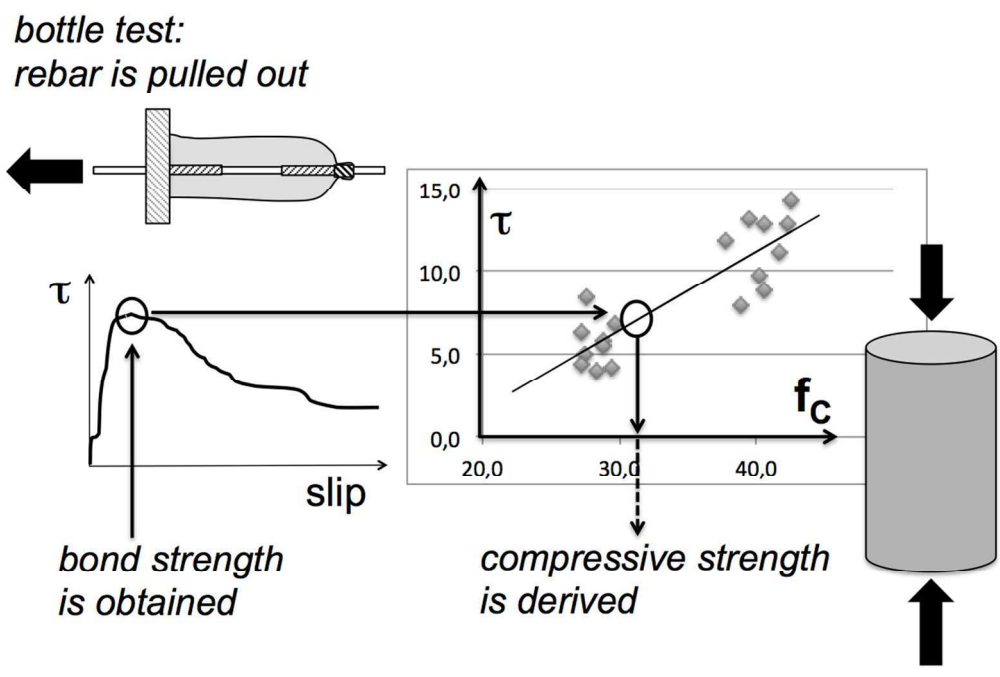 bottle test:
rebar is pulled out
15,0
τ
10,0
τ
5,0
f_C
0,0
20,0 30,0 40,0
slip
bond strength
is obtained
compressive strength
is derived